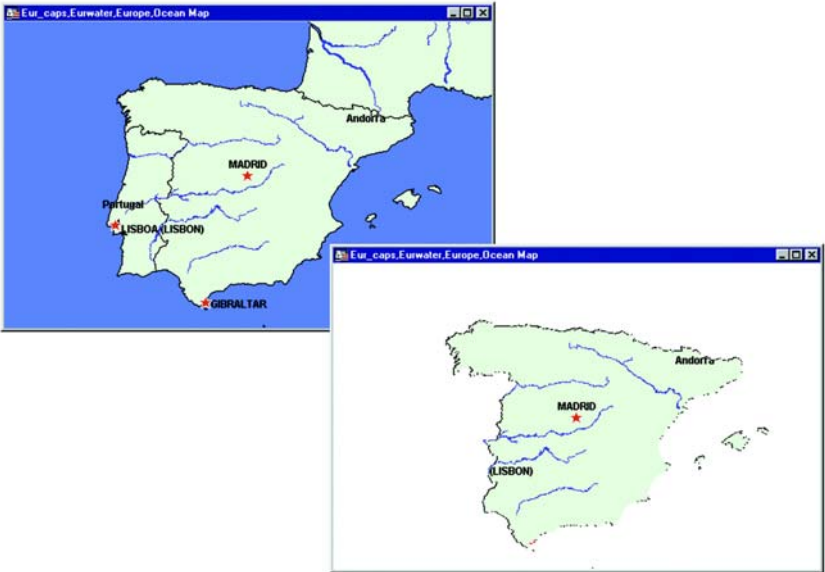 Eur_caps,Eurwater,Europe,Ocean Map
Andorra
MADRID
Portugal
LISBOA (LISBON)
GIBRALTAR
Eur_caps,Eurwater,Europe,Ocean Map
Andorra
MADRID
(LISBON)